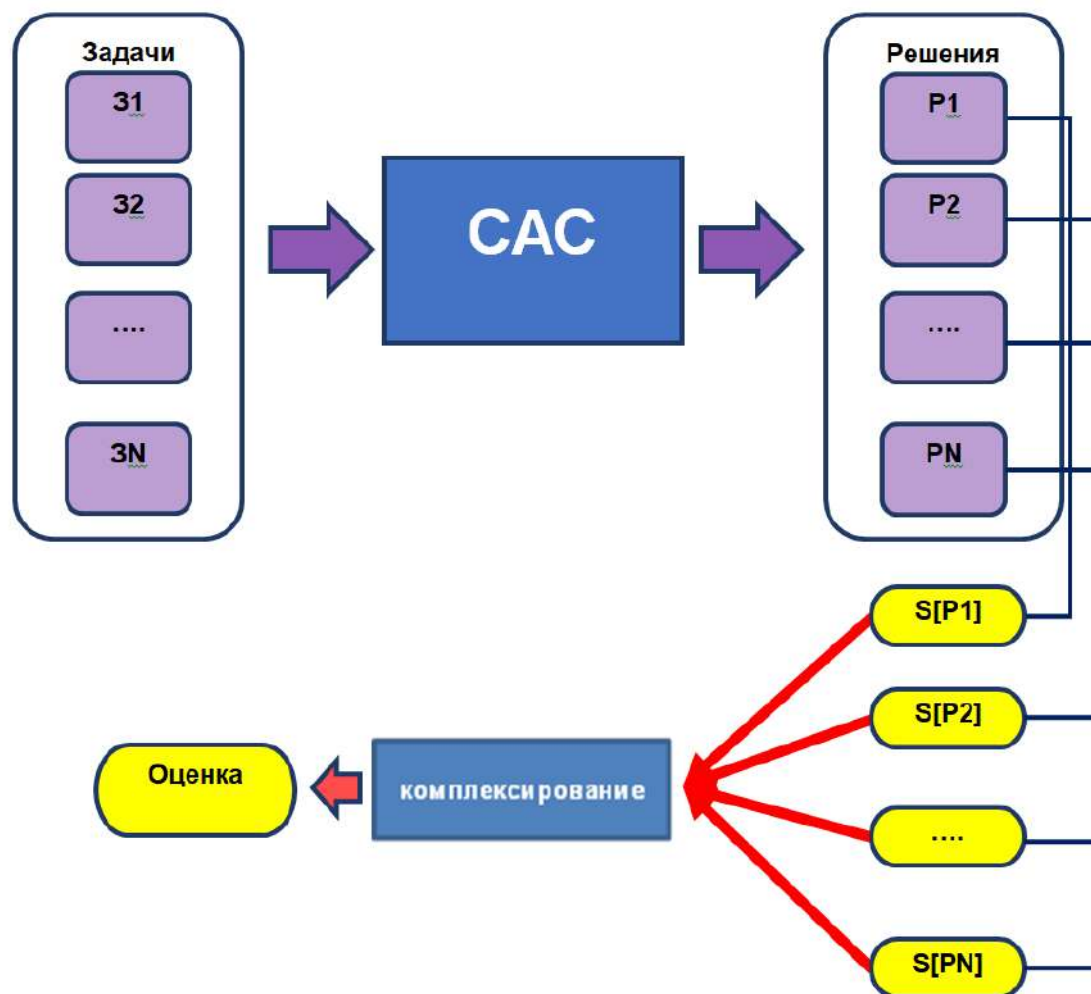 Задачи
З1
З2
....
ЗN
САС
Решения
Р1
Р2
....
РN
S[P1]
S[P2]
....
S[PN]
комплексирование
Оценка